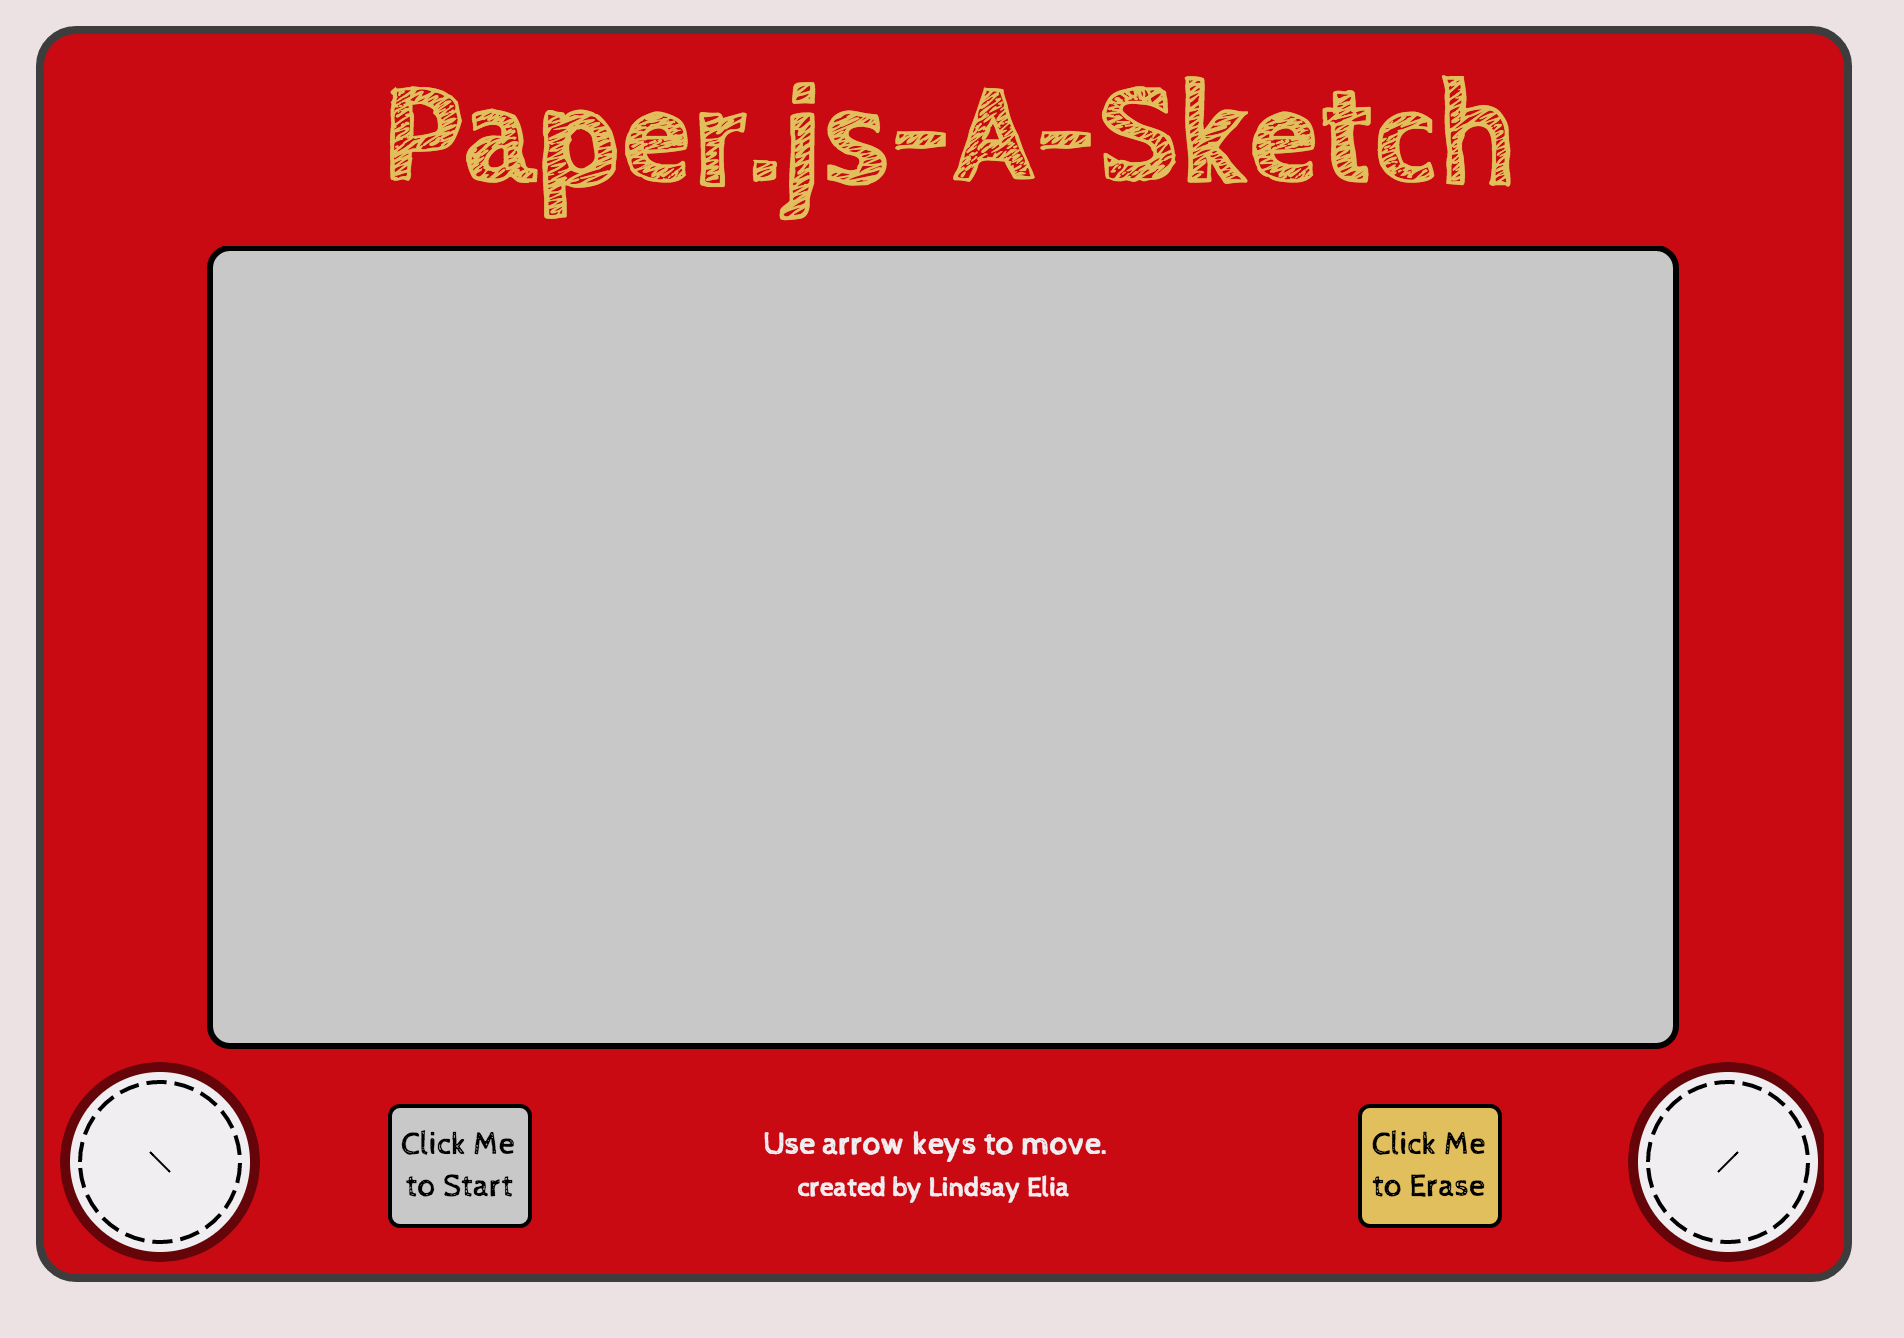 Paper.js-A-Sketch
Click Me
to Start
Use arrow keys to move.
created by Lindsay Elia
Click Me
to Erase